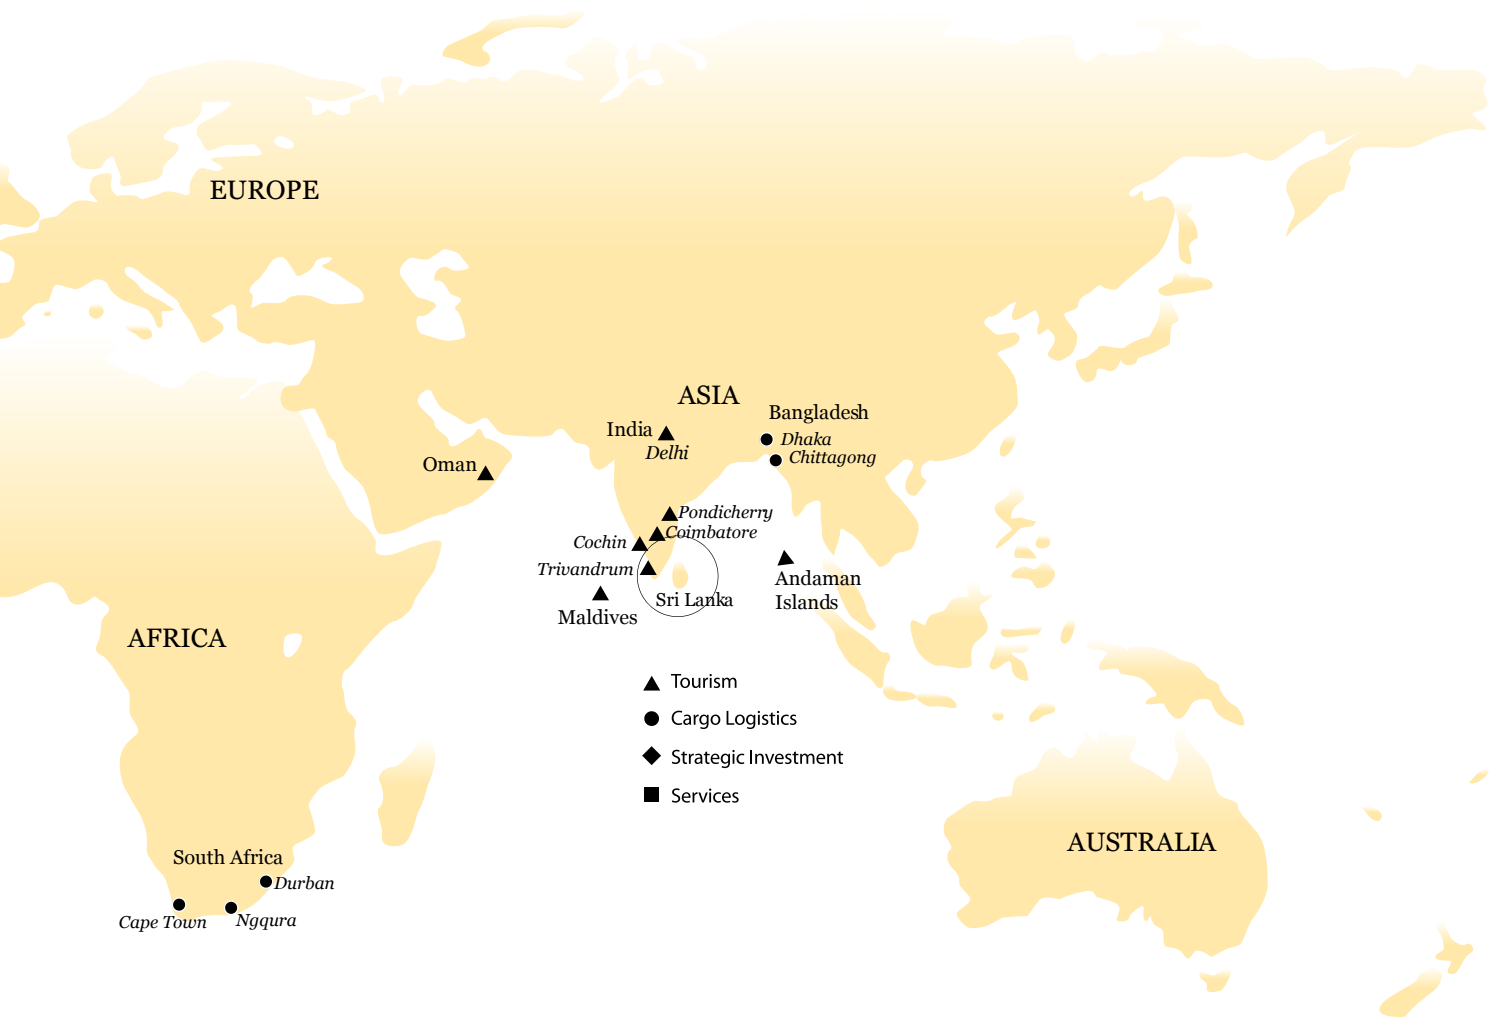 EUROPE
ASIA
Bangladesh
India
Dhaka
Delhi
Chittagong
Oman
Pondicherry
Coimbatore
Cochin
Trivandrum
Andaman
Islands
Sri Lanka
Maldives
AFRICA
Tourism
Cargo Logistics
Strategic Investment
Services
AUSTRALIA
South Africa
Durban
Cape Town
Ngqura